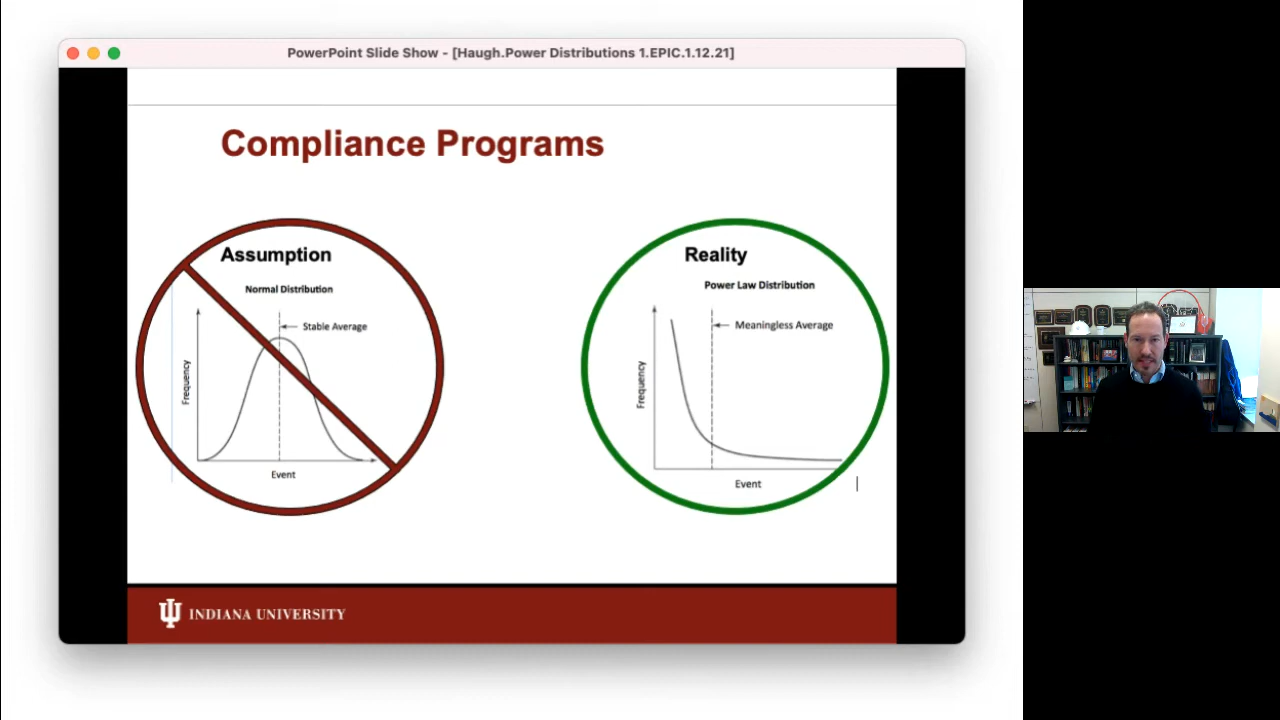 PowerPoint Slide Show - [Haugh.Power Distributions 1.EPIC.1.12.21]
Compliance Programs
Assumption
Normal Distribution
Stable Average
Frequency
Event
Reality
Power Law Distribution
Meaningless Average
Frequency
Event
INDIANA UNIVERSITY